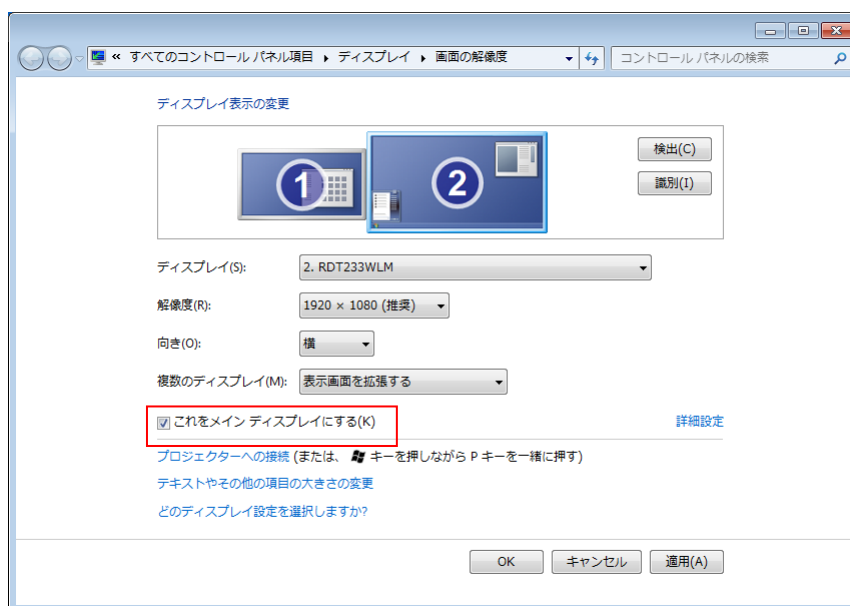 « すべてのコントロール パネル項目 ▸ ディスプレイ ▸ 画面の解像度
コントロール パネルの検索
ディスプレイ表示の変更
1
2
検出(C)
識別(I)
ディスプレイ(S): 2. RDT233WLM
解像度(R): 1920 × 1080 (推奨)
向き(O): 横
複数のディスプレイ(M): 表示画面を拡張する
これをメイン ディスプレイにする(K)
詳細設定
プロジェクターへの接続 (または、 キーを押しながら P キーを一緒に押す)
テキストやその他の項目の大きさの変更
どのディスプレイ設定を選択しますか?
OK キャンセル 適用(A)